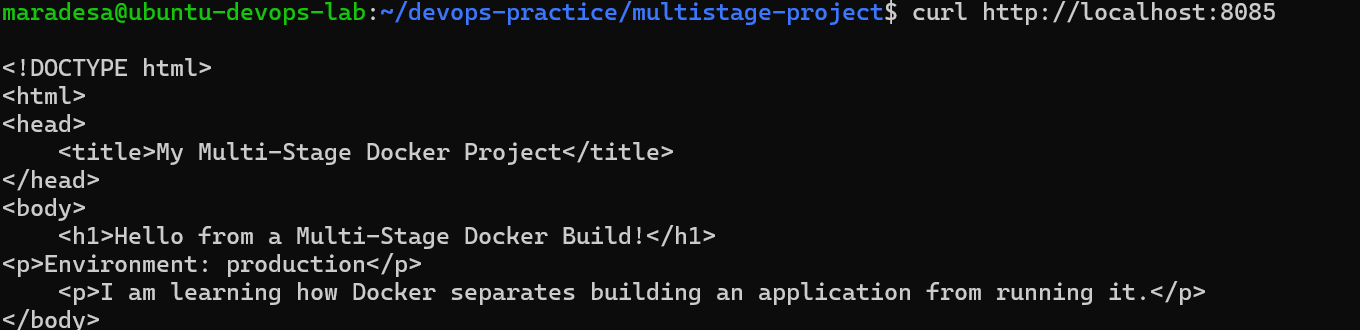 maradesa@ubuntu-devops-lab:~/devops-practice/multistage-project$ curl http://localhost:8085
<!DOCTYPE html>
<html>
<head>
    <title>My Multi-Stage Docker Project</title>
</head>
<body>
    <h1>Hello from a Multi-Stage Docker Build!</h1>
<p>Environment: production</p>
    <p>I am learning how Docker separates building an application from running it.</p>
</body>